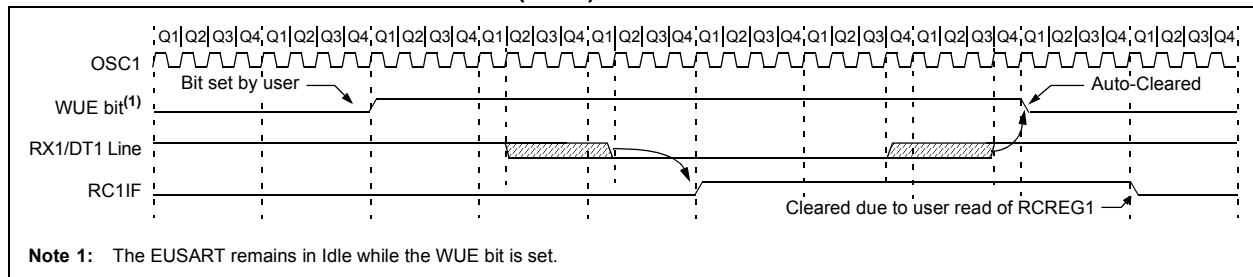 Q1|Q2|Q3|Q4|Q1|Q2|Q3|Q4|Q1|Q2|Q3|Q4|Q1|Q2|Q3|Q4|Q1|Q2|Q3|Q4|Q1|Q2|Q3|Q4|Q1|Q2|Q3|Q4|Q1|Q2|Q3|Q4|Q1|Q2|Q3|Q4|Q1|Q2|Q3|Q4
OSC1
Bit set by user
Auto-Cleared
WUE bit(1)
RX1/DT1 Line
RC1IF
Cleared due to user read of RCREG1
Note 1: The EUSART remains in Idle while the WUE bit is set.